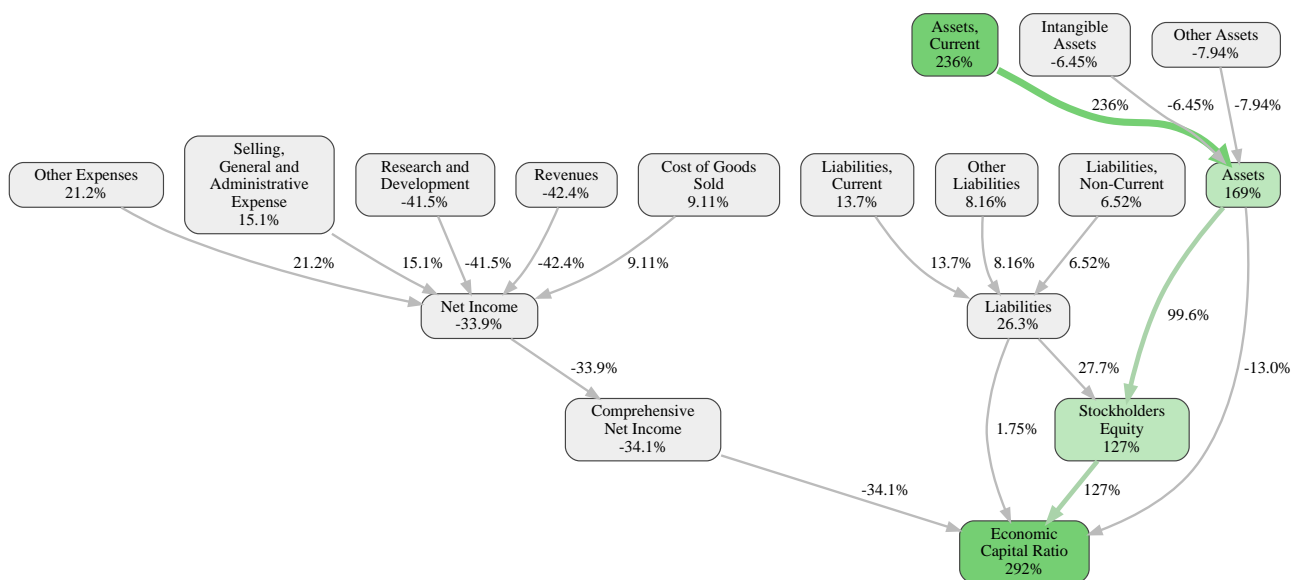 Assets,
Current
236%
Intangible
Assets
-6.45%
Other Assets
-7.94%
236%
-6.45%
-7.94%
Other Expenses
21.2%
Selling,
General and
Administrative
Expense
15.1%
Research and
Development
-41.5%
Revenues
-42.4%
Cost of Goods
Sold
9.11%
Liabilities,
Current
13.7%
Other
Liabilities
8.16%
Liabilities,
Non-Current
6.52%
Assets
169%
21.2%
15.1%
-41.5%
-42.4%
9.11%
13.7%
8.16%
6.52%
Net Income
-33.9%
Liabilities
26.3%
99.6%
-33.9%
27.7%
-13.0%
Comprehensive
Net Income
-34.1%
1.75%
Stockholders
Equity
127%
-34.1%
127%
Economic
Capital Ratio
292%